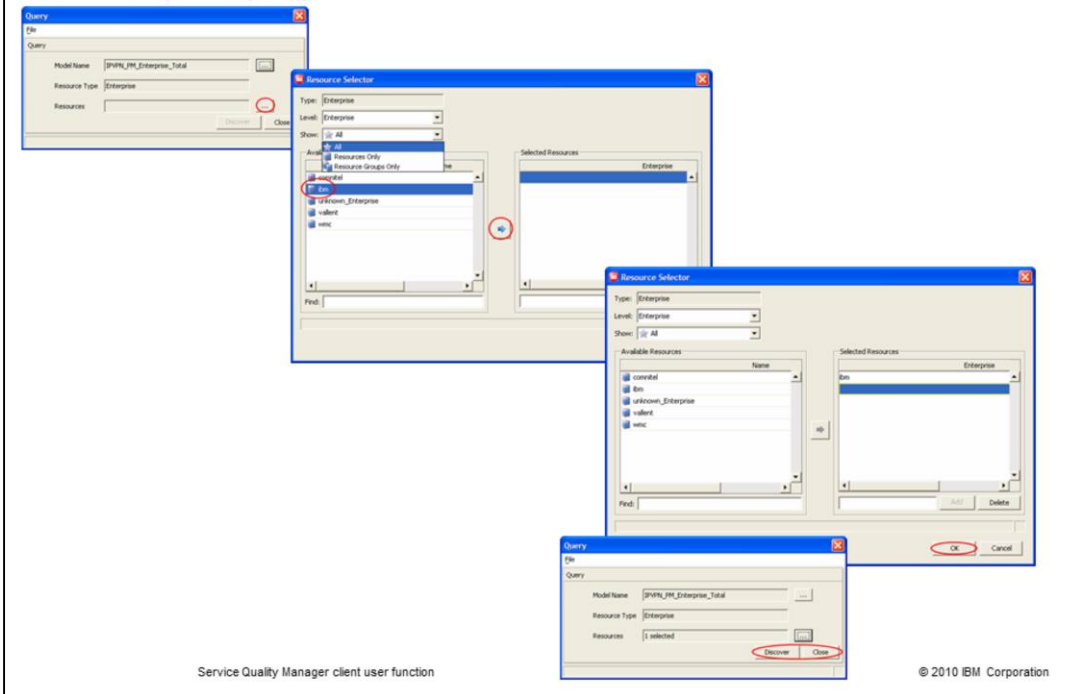 Query
File
Query
Model Name IPVPN_PM_Enterprise_Total ...
Resource Type Enterprise
Resources ...
Discover Close
Resource Selector
Type: Enterprise
Level: Enterprise
Show: All
All
Resources Only
Resource Groups Only
Selected Resources
Enterprise
comnitel
ibm
unknown_Enterprise
vallent
wmc
Find:
Resource Selector
Type: Enterprise
Level: Enterprise
Show: All
Available Resources
Name
comnitel
ibm
unknown_Enterprise
vallent
wmc
Find:
Selected Resources
Enterprise
ibm
Add Delete
OK Cancel
Query
File
Query
Model Name IPVPN_PM_Enterprise_Total ...
Resource Type Enterprise
Resources 1 selected ...
Discover Close
Service Quality Manager client user function
© 2010 IBM Corporation